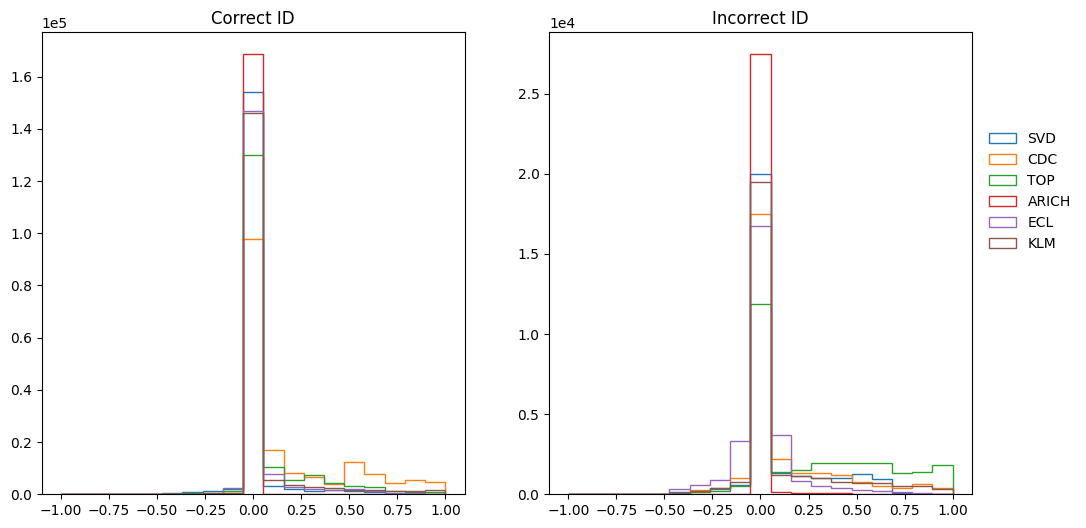 Correct ID
1e5
1.6
1.4
1.2
1.0
0.8
0.6
0.4
0.2
0.0
−1.00 −0.75 −0.50 −0.25 0.00 0.25 0.50 0.75 1.00
Incorrect ID
1e4
2.5
2.0
1.5
1.0
0.5
0.0
−1.00 −0.75 −0.50 −0.25 0.00 0.25 0.50 0.75 1.00
SVD
CDC
TOP
ARICH
ECL
KLM